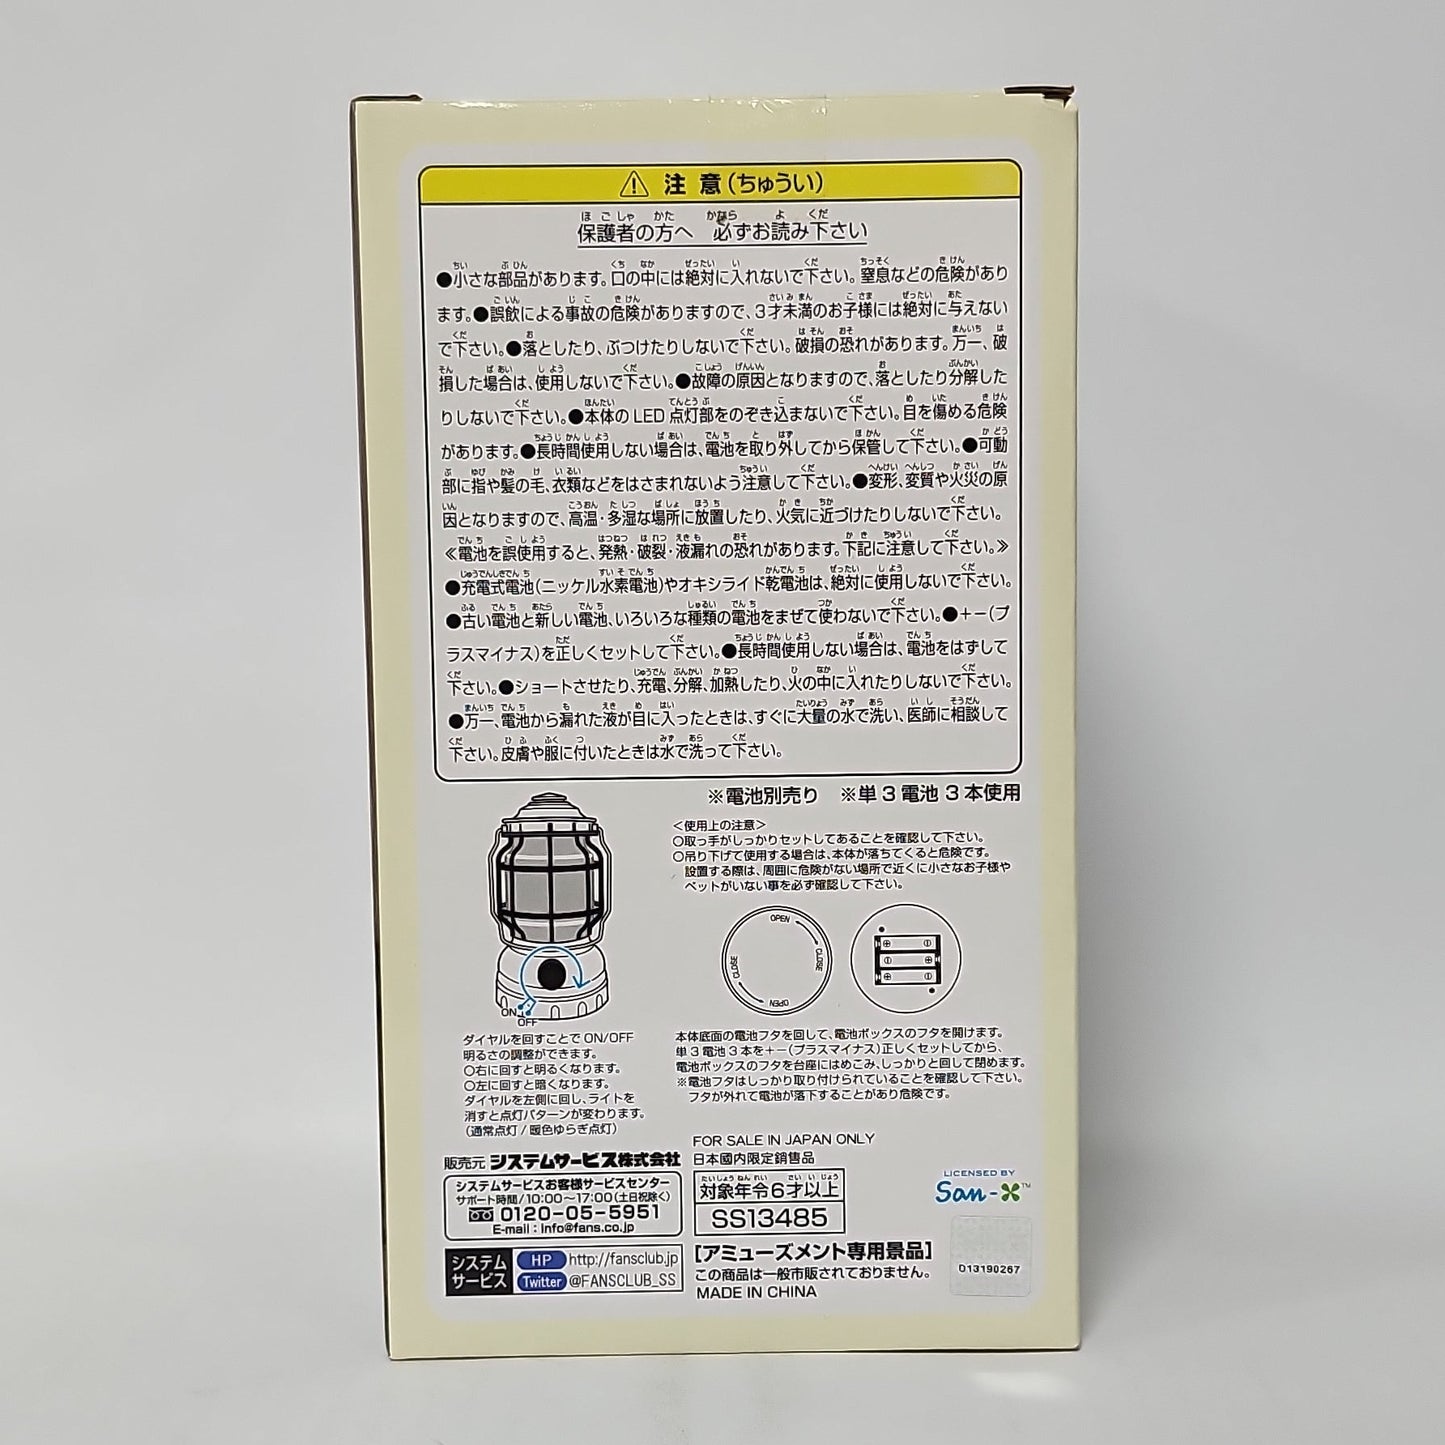 注意(ちゅうい)
保護者の方へ 必ずお読み下さい
●小さな部品があります。口の中には絶対に入れないで下さい。窒息などの危険があり
ます。●誤飲による事故の危険がありますので、3才未満のお子様には絶対に与えない
で下さい。●落としたり、ぶつけたりしないで下さい。破損の恐れがあります。万一、破
損した場合は、使用しないで下さい。●故障の原因となりますので、落としたり分解した
りしないで下さい。●本体のLED点灯部をのぞき込まないで下さい。目を傷める危険
があります。●長時間使用しない場合は、電池を取り外してから保管して下さい。●可動
部に指や髪の毛、衣類などをはさまれないよう注意して下さい。●変形、変質や火災の原
因となりますので、高温・多湿な場所に放置したり、火気に近づけたりしないで下さい。
≪電池を誤使用すると、発熱・破裂・液漏れの恐れがあります。下記に注意して下さい。≫
●充電式電池(ニッケル水素電池)やオキシライド乾電池は、絶対に使用しないで下さい。
●古い電池と新しい電池、いろいろな種類の電池をまぜて使わないで下さい。●+-(プ
ラスマイナス)を正しくセットして下さい。●長時間使用しない場合は、電池をはずして
下さい。●ショートさせたり、充電、分解、加熱したり、火の中に入れたりしないで下さい。
●万一、電池から漏れた液が目に入ったときは、すぐに大量の水で洗い、医師に相談して
下さい。皮膚や服に付いたときは水で洗って下さい。
※電池別売り ※単3電池3本使用
<使用上の注意>
○取っ手がしっかりセットしてあることを確認して下さい。
○吊り下げて使用する場合は、本体が落ちてくると危険です。
設置する際は、周囲に危険がない場所で近くに小さなお子様や
ペットがいない事を必ず確認して下さい。
OPEN
CLOSE
CLOSE
OPEN
ON
OFF
ダイヤルを回すことでON/OFF
明るさの調整ができます。
○右に回すと明るくなります。
○左に回すと暗くなります。
ダイヤルを左側に回し、ライトを
消すと点灯パターンが変わります。
(通常点灯/暖色ゆらぎ点灯)
本体底面の電池フタを回して、電池ボックスのフタを開けます。
単3電池3本を+-(プラスマイナス)正しくセットしてから、
電池ボックスのフタを台座にはめこみ、しっかりと回して閉めます。
※電池フタはしっかり取り付けられていることを確認して下さい。
フタが外れて電池が落下することがあり危険です。
販売元 システムサービス株式会社
システムサービスお客様サービスセンター
サポート時間/10:00～17:00(土日祝除く)
0120-05-5951
E-mail : info@fans.co.jp
システム
サービス
HP http://fansclub.jp
Twitter @FANSCLUB_SS
FOR SALE IN JAPAN ONLY
日本國内限定銷售品
対象年令6才以上
SS13485
[アミューズメント専用景品]
この商品は一般市販されておりません。
MADE IN CHINA
LICENSED BY
San-X™
D13190267